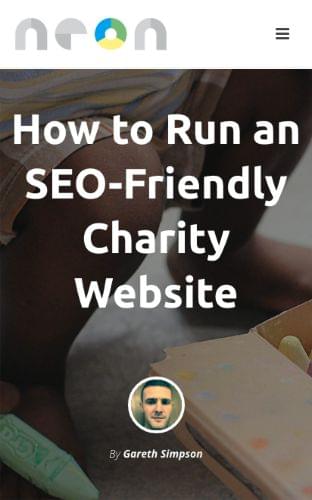 neon
How to Run an
SEO-Friendly
Charity
Website
By Gareth Simpson